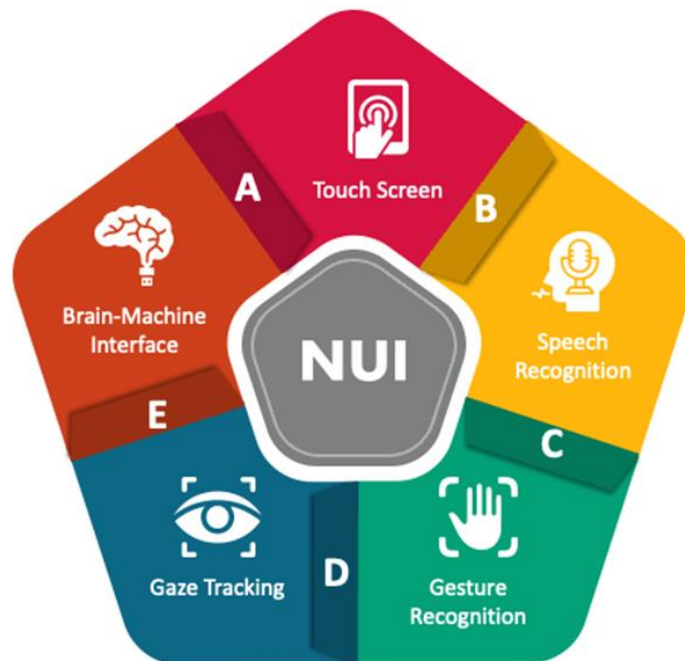 A
Touch Screen
B
Speech
Recognition
C
Gesture
Recognition
D
Gaze Tracking
E
Brain-Machine
Interface
NUI